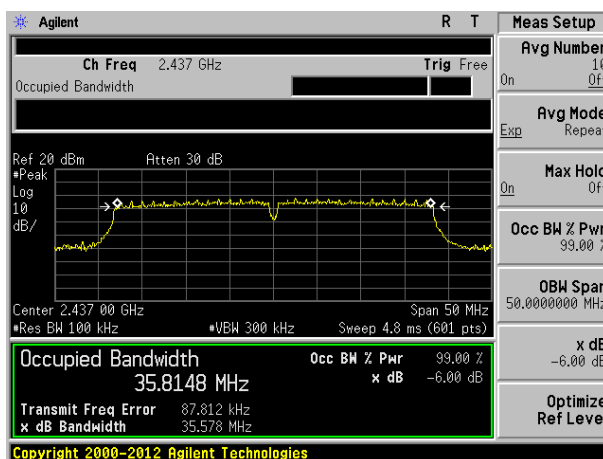 Agilent R T
Meas Setup
Ch Freq 2.437 GHz Trig Free
Occupied Bandwidth
Avg Number
10
On Off
Avg Mode
Exp Repeat
Max Hold
On Off
Occ BW % Pwr
99.00 %
OBW Span
50.0000000 MHz
x dB
-6.00 dB
Optimize
Ref Level
Ref 20 dBm Atten 30 dB
#Peak
Log
10
dB/
Center 2.437 00 GHz Span 50 MHz
#Res BW 100 kHz #VBW 300 kHz Sweep 4.8 ms (601 pts)
Occupied Bandwidth Occ BW % Pwr 99.00 %
35.8148 MHz x dB -6.00 dB
Transmit Freq Error 87.812 kHz
x dB Bandwidth 35.578 MHz
Copyright 2000-2012 Agilent Technologies